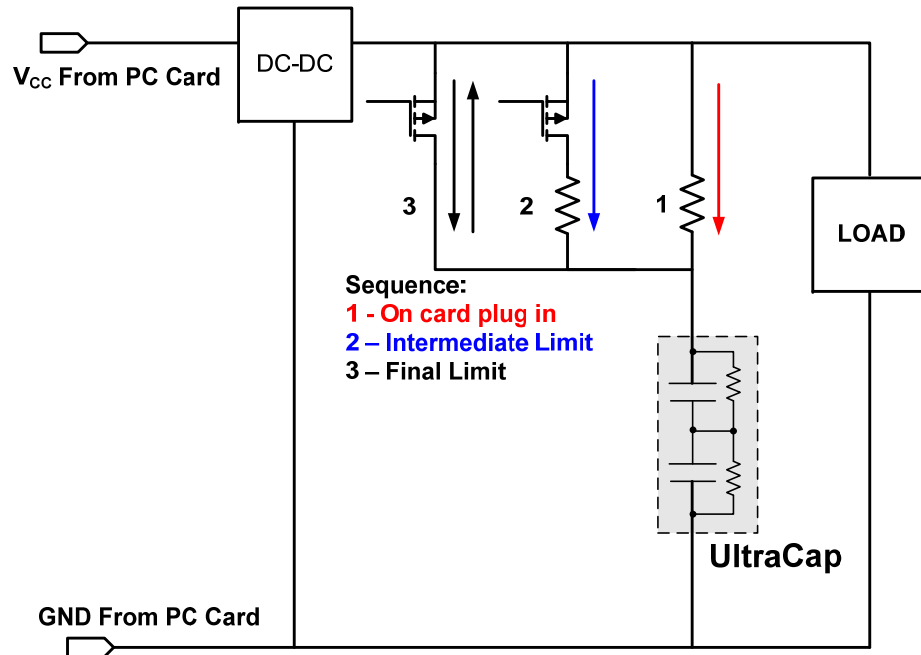 DC-DC
V_CC From PC Card
3
2
1
LOAD
Sequence:
1 - On card plug in
2 – Intermediate Limit
3 – Final Limit
UltraCap
GND From PC Card